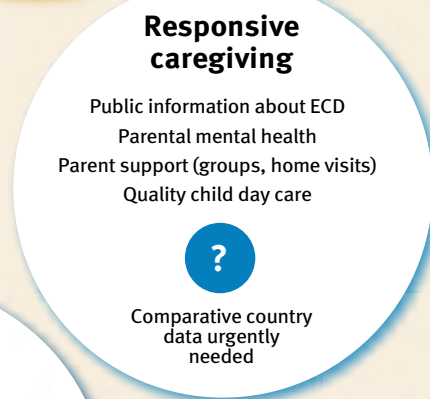 Responsive
caregiving
Public information about ECD
Parental mental health
Parent support (groups, home visits)
Quality child day care
?
Comparative country
data urgently
needed